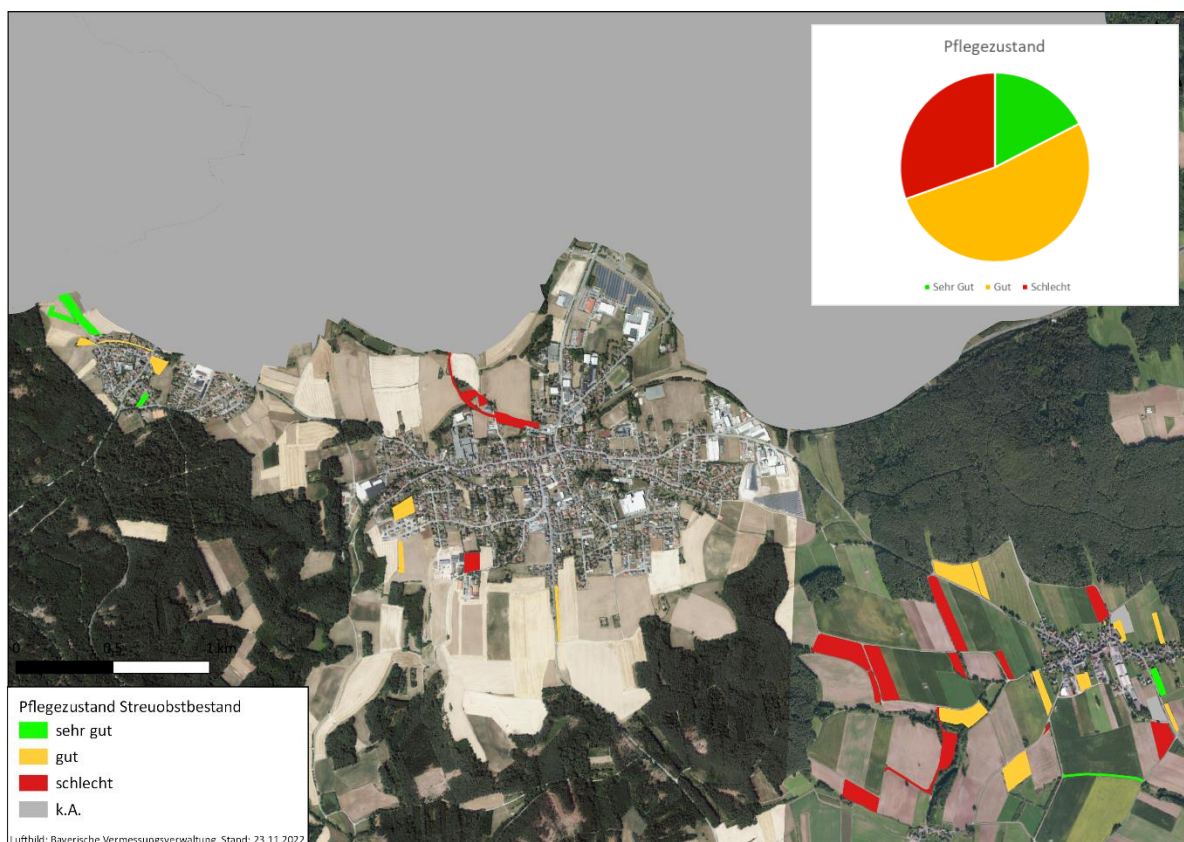 Pflegezustand
Sehr Gut Gut Schlecht
0 0,5 1 km
Pflegezustand Streuobstbestand
sehr gut
gut
schlecht
k.A.
Luftbild: Bayerische Vermessungsverwaltung, Stand: 23.11.2022